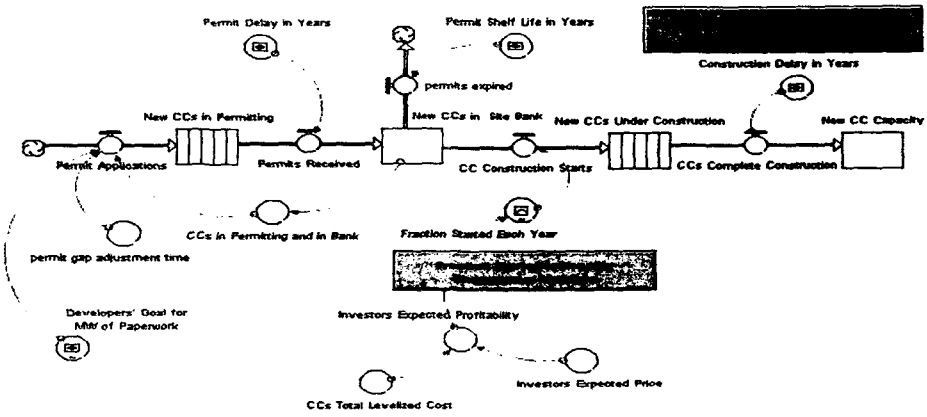 Permit Delay in Years
Permit Shelf Life in Years
Construction Delay in Years
permits expired
New CCs in Permitting
New CCs in Site Bank
New CCs Under Construction
New CC Capacity
Permit Applications
Permits Received
CC Construction Starts
CCs Complete Construction
CCs in Permitting and in Bank
Fraction Started Each Year
permit gap adjustment time
Developers' Goal for
MW of Paperwork
Investors Expected Profitability
Investors Expected Price
CCs Total Levelized Cost